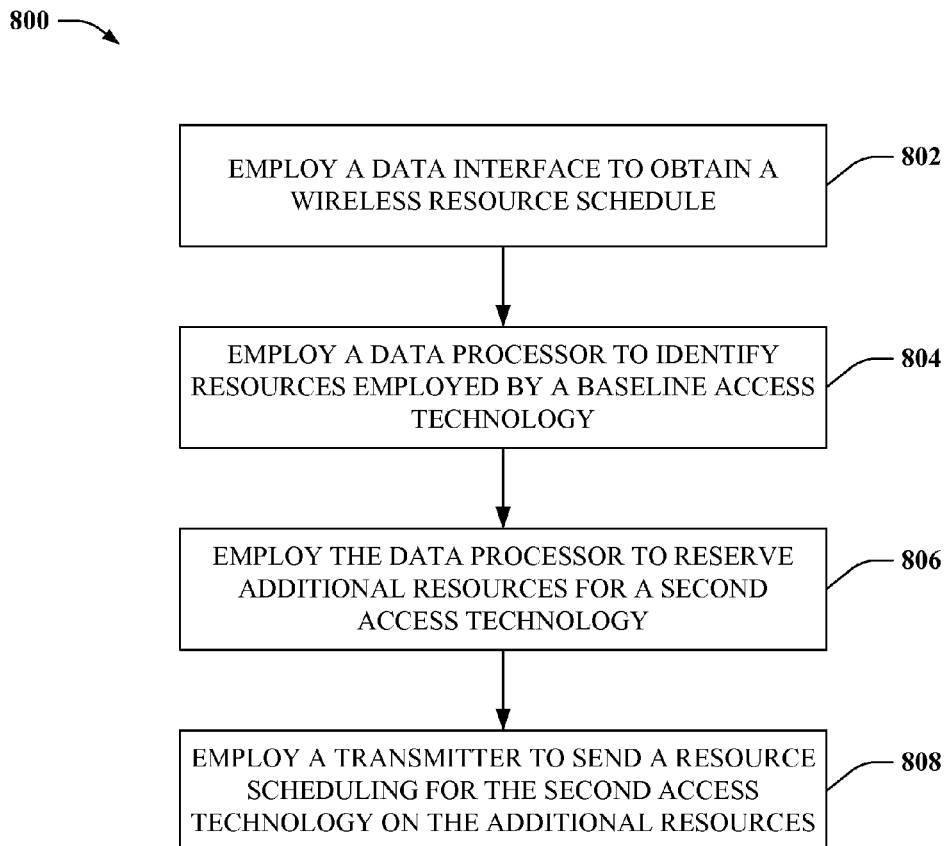 800
EMPLOY A DATA INTERFACE TO OBTAIN A
WIRELESS RESOURCE SCHEDULE
802
EMPLOY A DATA PROCESSOR TO IDENTIFY
RESOURCES EMPLOYED BY A BASELINE ACCESS
TECHNOLOGY
804
EMPLOY THE DATA PROCESSOR TO RESERVE
ADDITIONAL RESOURCES FOR A SECOND
ACCESS TECHNOLOGY
806
EMPLOY A TRANSMITTER TO SEND A RESOURCE
SCHEDULING FOR THE SECOND ACCESS
TECHNOLOGY ON THE ADDITIONAL RESOURCES
808